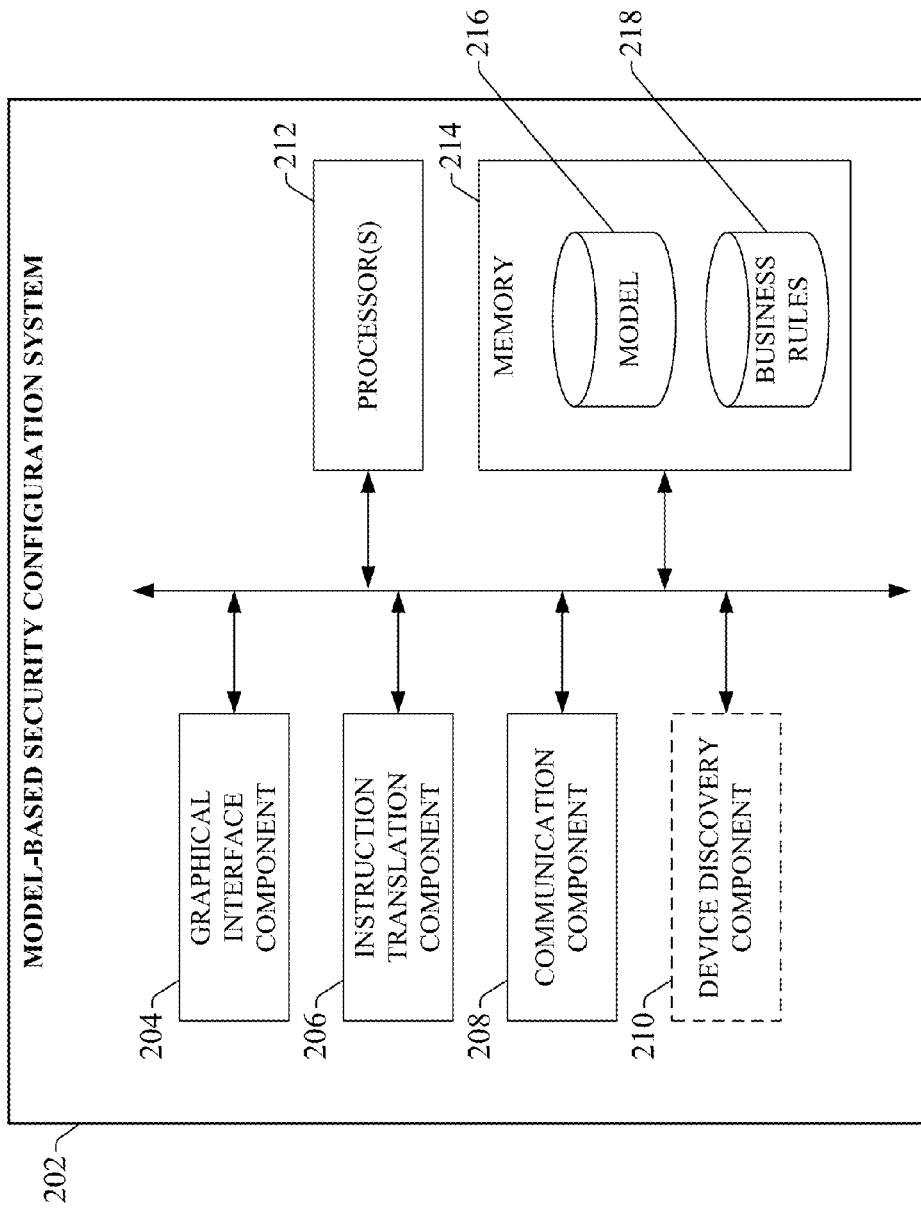 MODEL-BASED SECURITY CONFIGURATION SYSTEM
202
204
GRAPHICAL
INTERFACE
COMPONENT
206
INSTRUCTION
TRANSLATION
COMPONENT
208
COMMUNICATION
COMPONENT
210
DEVICE DISCOVERY
COMPONENT
212
PROCESSOR(S)
214
MEMORY
216
MODEL
218
BUSINESS
RULES